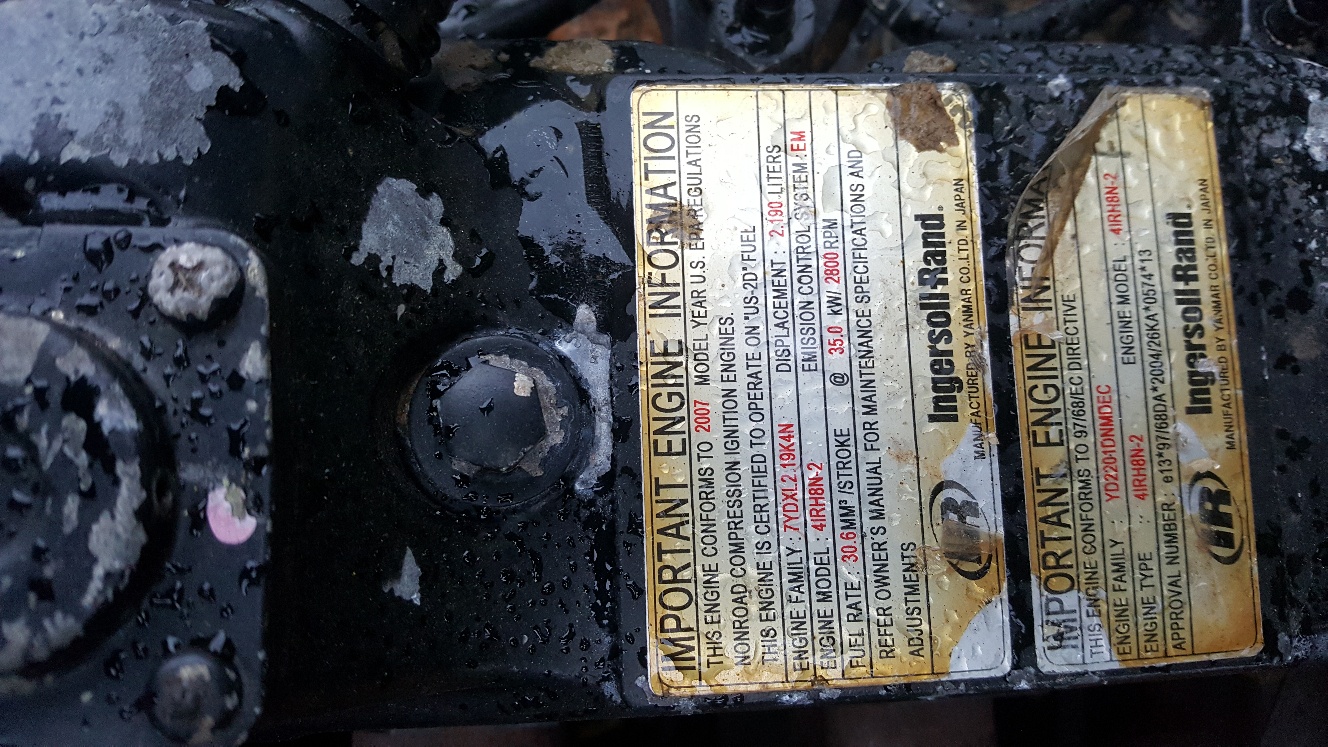 IMPORTANT ENGINE INFORMATION
THIS ENGINE CONFORMS TO 2007 MODEL YEAR U.S. EPA REGULATIONS
NONROAD COMPRESSION IGNITION ENGINES.
THIS ENGINE IS CERTIFIED TO OPERATE ON "US-2D" FUEL
ENGINE FAMILY : 7YDXL2.19K4N DISPLACEMENT : 2.190 LITERS
ENGINE MODEL : 4IRH8N-2 EMISSION CONTROL SYSTEM : EM
FUEL RATE : 30.6 MM³ /STROKE @ 35.0 kW/ 2800 RPM
REFER OWNER'S MANUAL FOR MAINTENANCE SPECIFICATIONS AND
ADJUSTMENTS
IR Ingersoll-Rand®
MANUFACTURED BY YANMAR CO.,LTD. IN JAPAN
IMPORTANT ENGINE INFORMA
THIS ENGINE CONFORMS TO 97/68/EC DIRECTIVE
ENGINE FAMILY : YD2204DNMDEC
ENGINE TYPE : 4IRH8N-2 ENGINE MODEL : 4IRH8N-2
APPROVAL NUMBER : e13*97/68DA*2004/26KA*0574*13
IR Ingersoll-Rand
MANUFACTURED BY YANMAR CO.,LTD. IN JAPAN